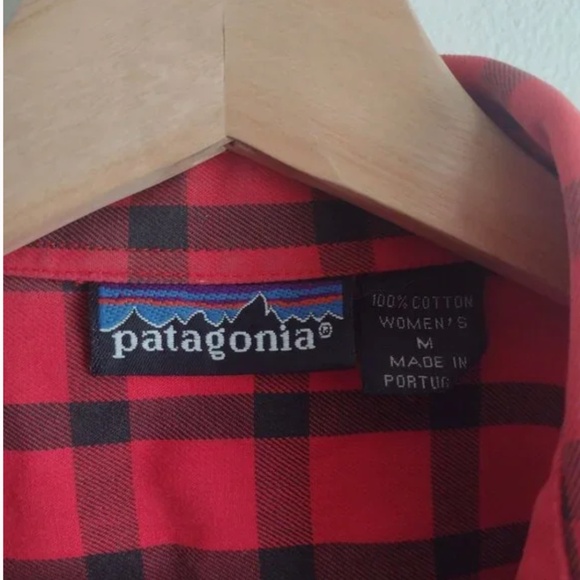 patagonia®
100% COTTON
WOMEN'S
M
MADE IN
PORTUG